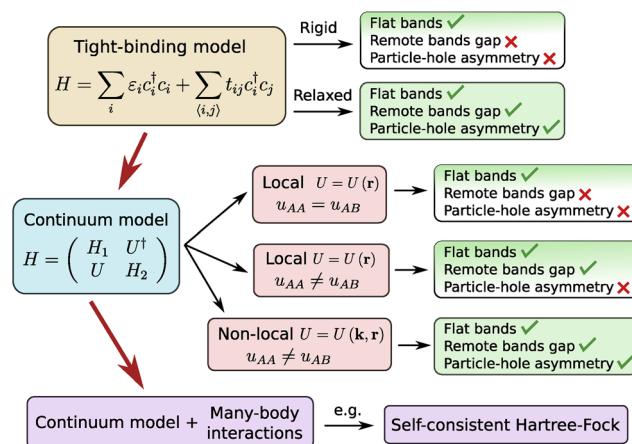 Tight-binding model
H = ∑_i ε_i c_i† c_i + ∑_⟨i,j⟩ t_ij c_i† c_j
Rigid
Flat bands ✓
Remote bands gap ✗
Particle-hole asymmetry ✗
Relaxed
Flat bands ✓
Remote bands gap ✓
Particle-hole asymmetry ✓
Continuum model
H = ( H_1 U† 
U H_2 )
Local U = U(r)
u_AA = u_AB
Flat bands ✓
Remote bands gap ✗
Particle-hole asymmetry ✗
Local U = U(r)
u_AA ≠ u_AB
Flat bands ✓
Remote bands gap ✓
Particle-hole asymmetry ✗
Non-local U = U(k, r)
u_AA ≠ u_AB
Flat bands ✓
Remote bands gap ✓
Particle-hole asymmetry ✓
Continuum model + Many-body
interactions
e.g.
Self-consistent Hartree-Fock